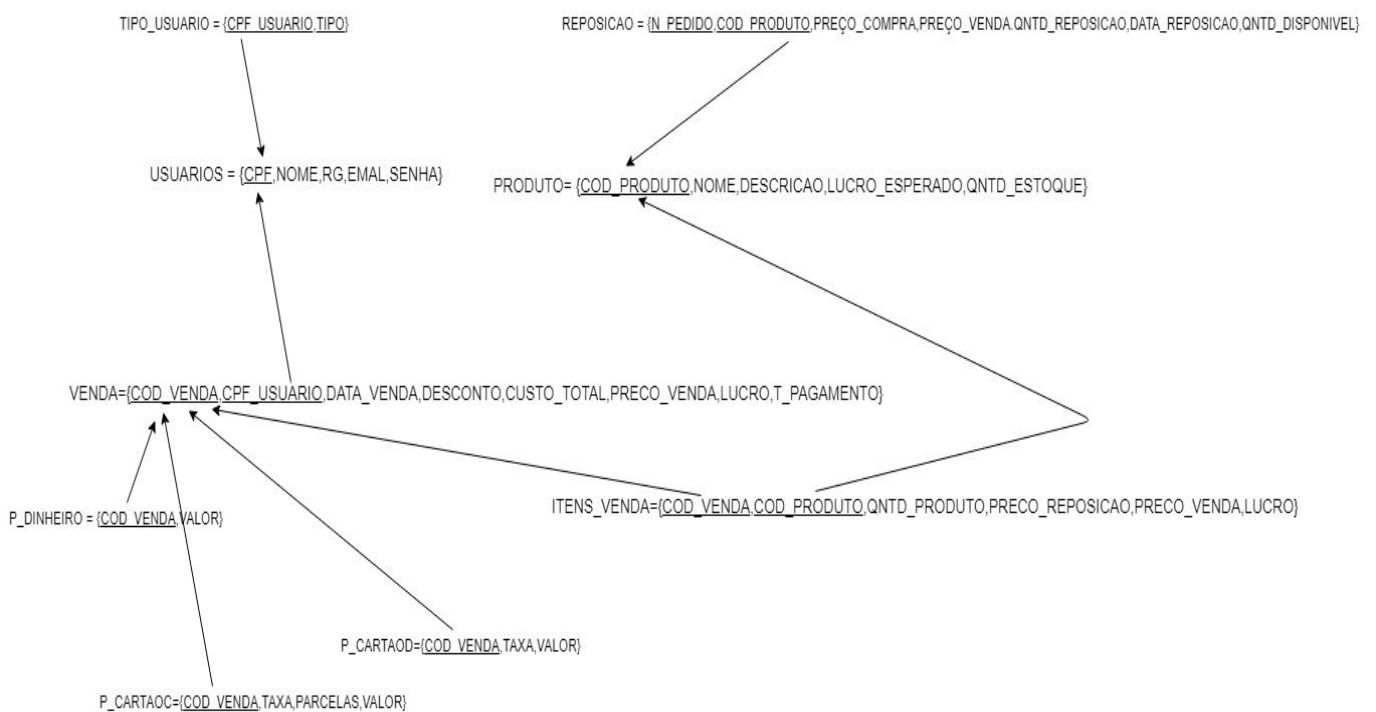 TIPO_USUARIO = {CPF_USUARIO,TIPO}
REPOSICAO = {N_PEDIDO,COD_PRODUTO,PREÇO_COMPRA,PREÇO_VENDA.QNTD_REPOSICAO,DATA_REPOSICAO,QNTD_DISPONIVEL}
USUARIOS = {CPF,NOME,RG,EMAL,SENHA}
PRODUTO= {COD_PRODUTO,NOME,DESCRICAO,LUCRO_ESPERADO,QNTD_ESTOQUE}
VENDA={COD_VENDA,CPF_USUARIO,DATA_VENDA,DESCONTO,CUSTO_TOTAL,PRECO_VENDA,LUCRO,T_PAGAMENTO}
ITENS_VENDA={COD_VENDA,COD_PRODUTO,QNTD_PRODUTO,PRECO_REPOSICAO,PRECO_VENDA,LUCRO}
P_DINHEIRO = {COD_VENDA,VALOR}
P_CARTAOD={COD_VENDA,TAXA,VALOR}
P_CARTAOC={COD_VENDA,TAXA,PARCELAS,VALOR}